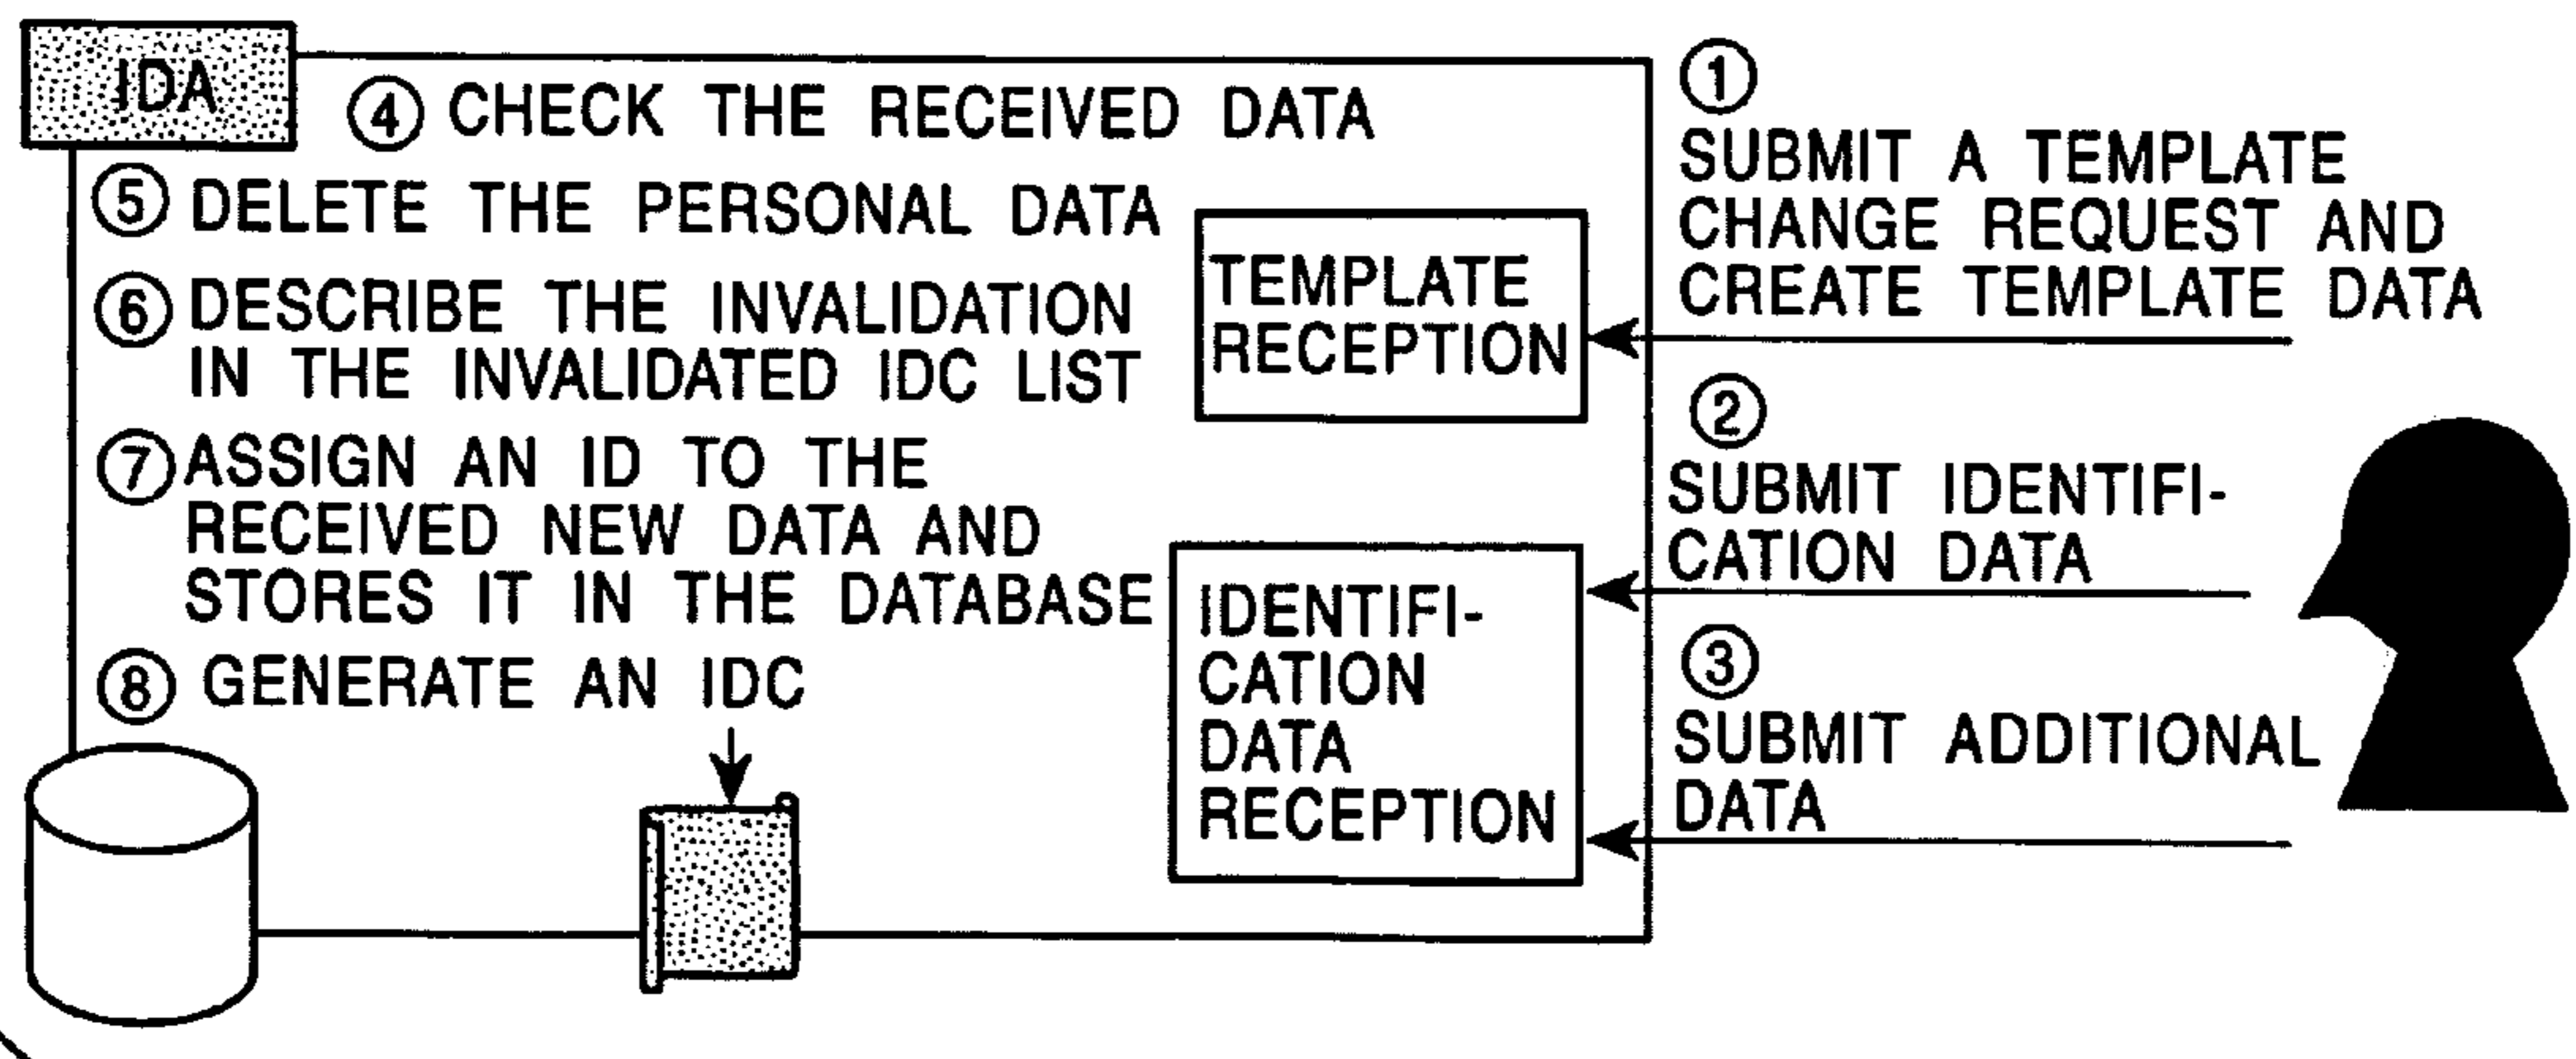 IDA
④ CHECK THE RECEIVED DATA
⑤ DELETE THE PERSONAL DATA
⑥ DESCRIBE THE INVALIDATION
IN THE INVALIDATED IDC LIST
⑦ ASSIGN AN ID TO THE
RECEIVED NEW DATA AND
STORES IT IN THE DATABASE
⑧ GENERATE AN IDC
TEMPLATE
RECEPTION
IDENTIFI-
CATION
DATA
RECEPTION
①
SUBMIT A TEMPLATE
CHANGE REQUEST AND
CREATE TEMPLATE DATA
②
SUBMIT IDENTIFI-
CATION DATA
③
SUBMIT ADDITIONAL
DATA